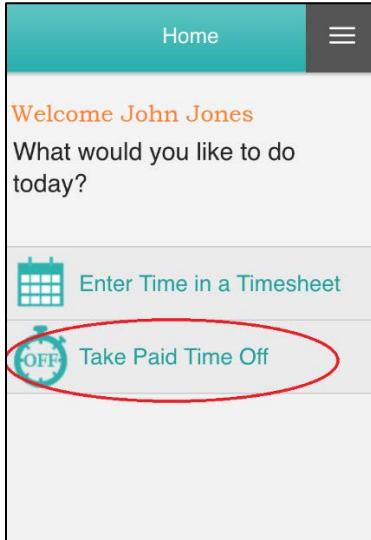 Home
Welcome John Jones
What would you like to do
today?
Enter Time in a Timesheet
OFF
Take Paid Time Off